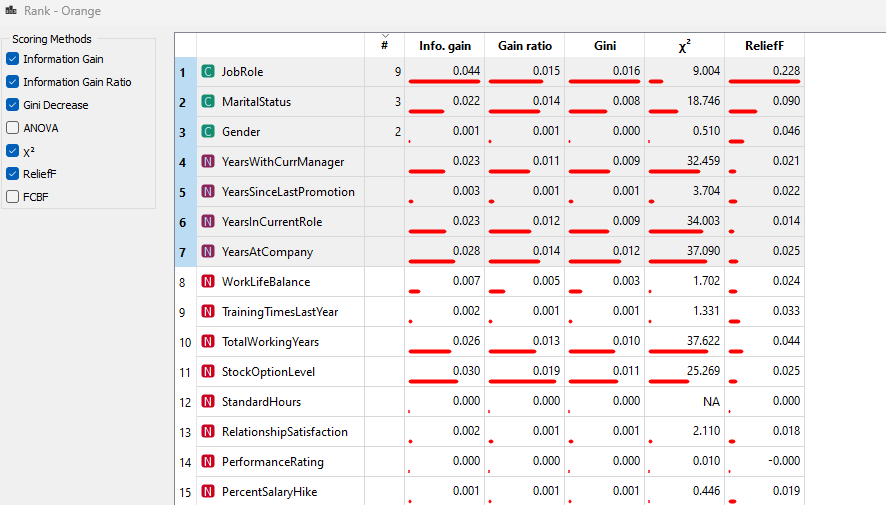 Rank - Orange
Scoring Methods
Information Gain
Information Gain Ratio
Gini Decrease
ANOVA
X²
ReliefF
FCBF
# Info. gain Gain ratio Gini χ² ReliefF
1 C JobRole 9 0.044 0.015 0.016 9.004 0.228
2 C MaritalStatus 3 0.022 0.014 0.008 18.746 0.090
3 C Gender 2 0.001 0.001 0.000 0.510 0.046
4 N YearsWithCurrManager 0.023 0.011 0.009 32.459 0.021
5 N YearsSinceLastPromotion 0.003 0.001 0.001 3.704 0.022
6 N YearsInCurrentRole 0.023 0.012 0.009 34.003 0.014
7 N YearsAtCompany 0.028 0.014 0.012 37.090 0.025
8 N WorkLifeBalance 0.007 0.005 0.003 1.702 0.024
9 N TrainingTimesLastYear 0.002 0.001 0.001 1.331 0.033
10 N TotalWorkingYears 0.026 0.013 0.010 37.622 0.044
11 N StockOptionLevel 0.030 0.019 0.011 25.269 0.025
12 N StandardHours 0.000 0.000 0.000 NA 0.000
13 N RelationshipSatisfaction 0.002 0.001 0.001 2.110 0.018
14 N PerformanceRating 0.000 0.000 0.000 0.010 -0.000
15 N PercentSalaryHike 0.001 0.001 0.001 0.446 0.019